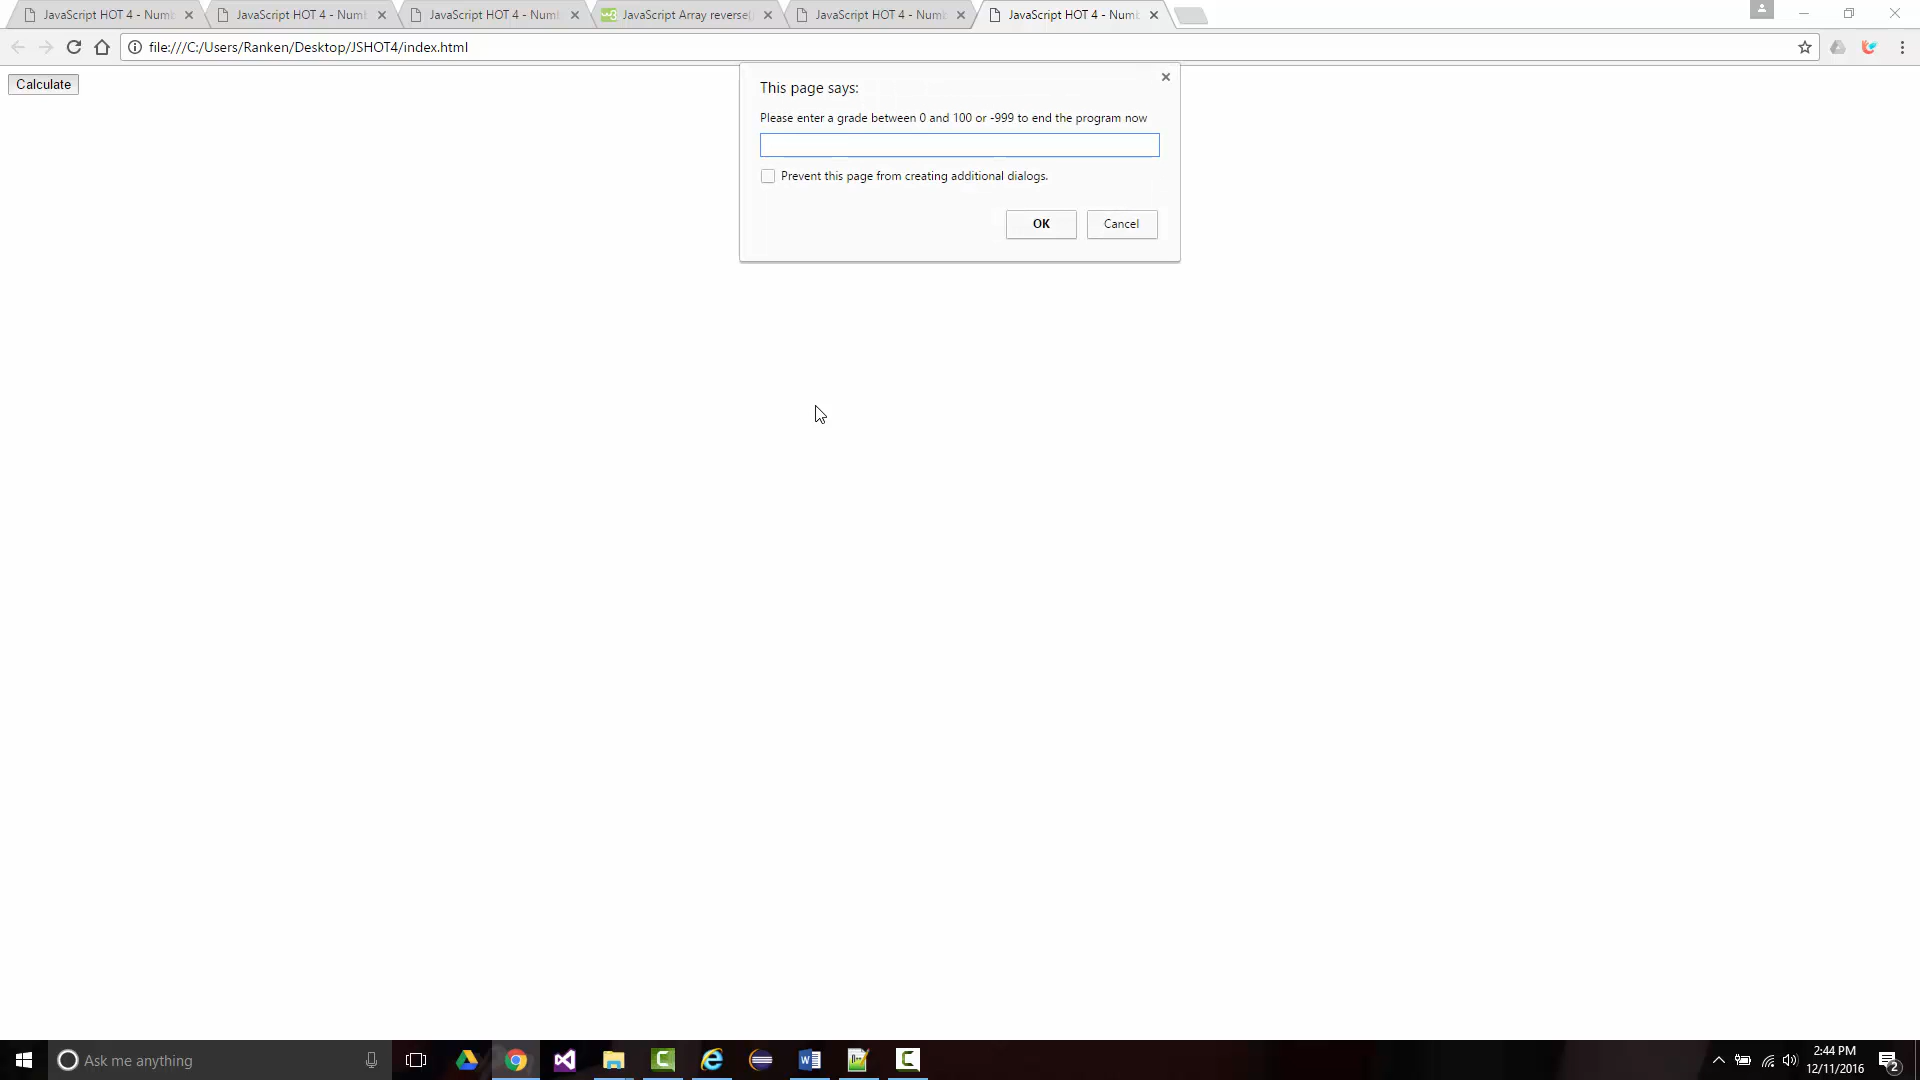 JavaScript HOT 4 - Numb
JavaScript HOT 4 - Numb
JavaScript HOT 4 - Numb
JavaScript Array reverse(
JavaScript HOT 4 - Numb
JavaScript HOT 4 - Numb
file:///C:/Users/Ranken/Desktop/JSHOT4/index.html
Calculate
This page says:
Please enter a grade between 0 and 100 or -999 to end the program now
Prevent this page from creating additional dialogs.
OK
Cancel
Ask me anything
2:44 PM
12/11/2016
2